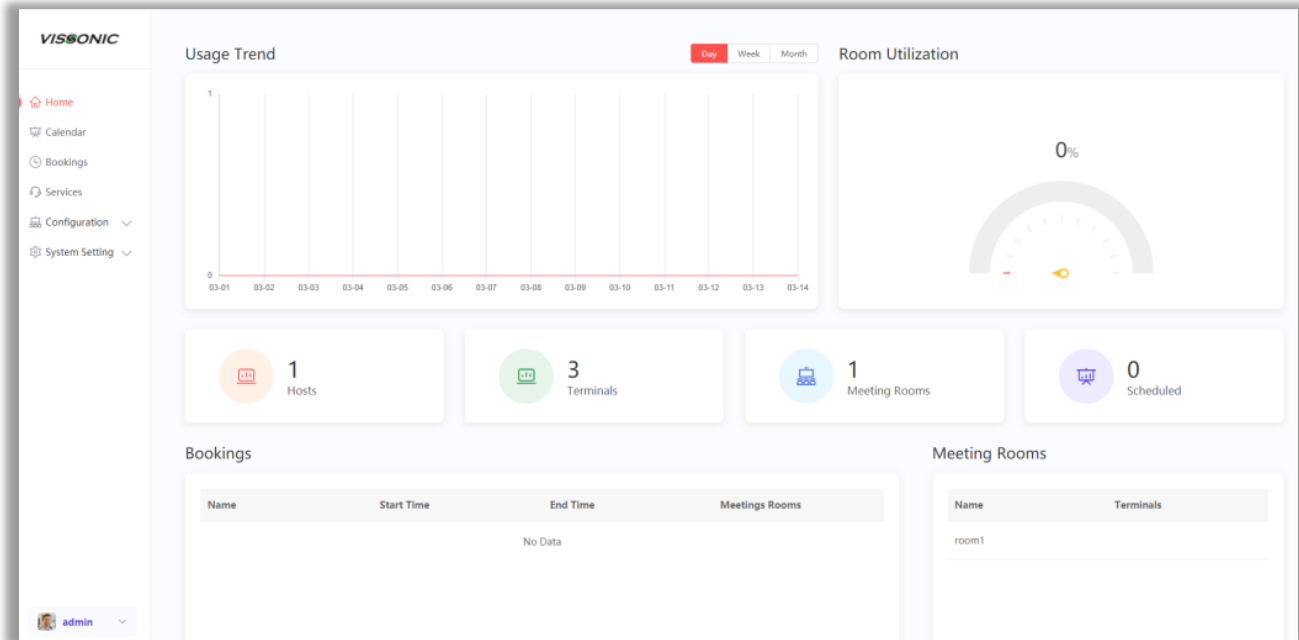 VISSONIC
Home
Calendar
Bookings
Services
Configuration
System Setting
admin
Usage Trend
Day Week Month
1
0
03-01 03-02 03-03 03-04 03-05 03-06 03-07 03-08 03-09 03-10 03-11 03-12 03-13 03-14
Room Utilization
0%
1
Hosts
3
Terminals
1
Meeting Rooms
0
Scheduled
Bookings
Name Start Time End Time Meetings Rooms
No Data
Meeting Rooms
Name Terminals
room1